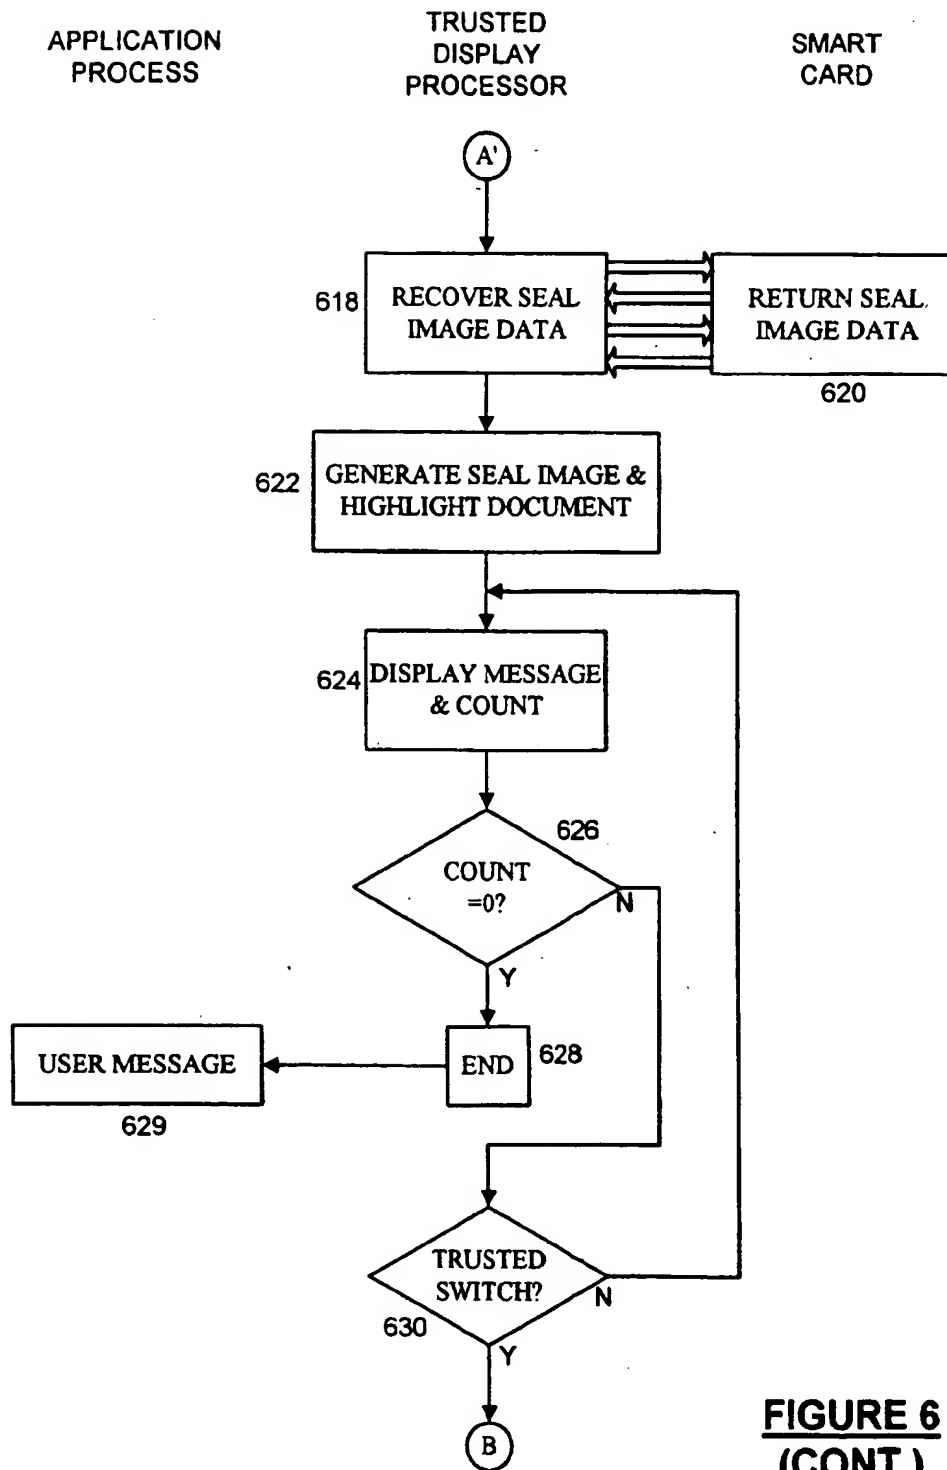 APPLICATION
PROCESS
TRUSTED
DISPLAY
PROCESSOR
SMART
CARD
A'
618
RECOVER SEAL
IMAGE DATA
RETURN SEAL
IMAGE DATA
620
622
GENERATE SEAL IMAGE &
HIGHLIGHT DOCUMENT
624
DISPLAY MESSAGE
& COUNT
626
COUNT
=0?
N
Y
USER MESSAGE
629
END
628
TRUSTED
SWITCH?
N
630
Y
B
FIGURE 6
(CONT.)